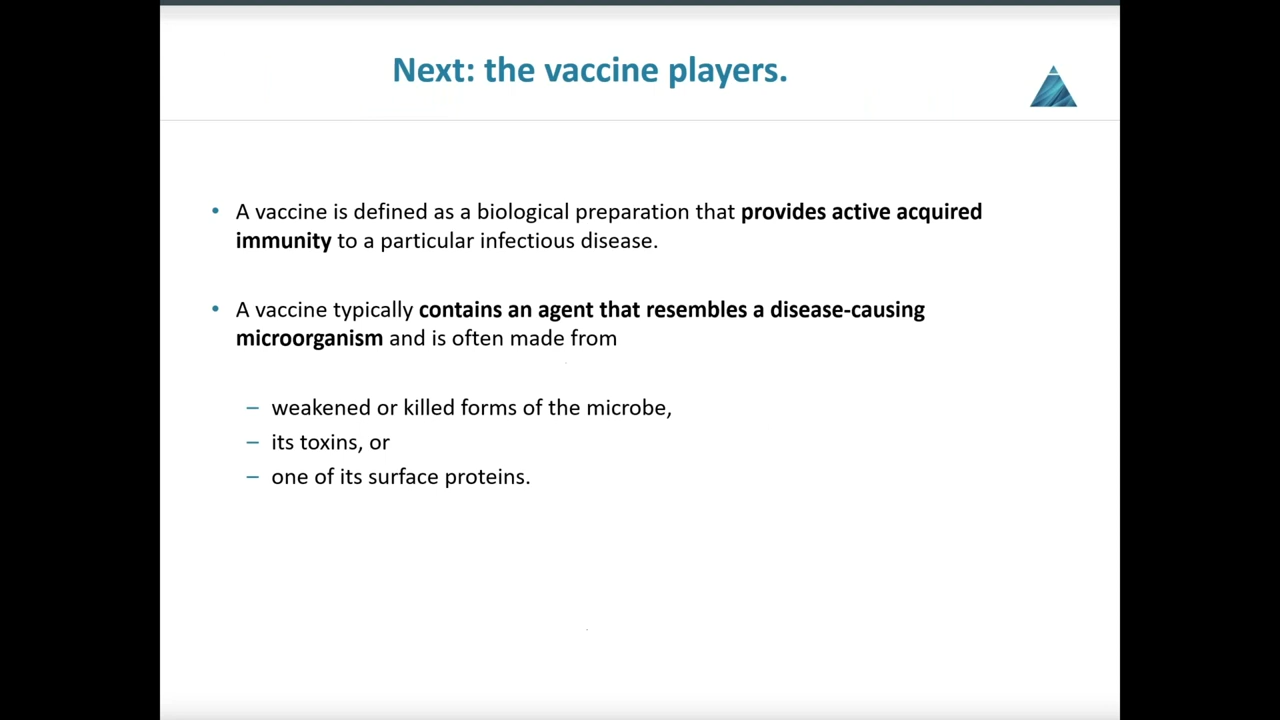 Next: the vaccine players.
• A vaccine is defined as a biological preparation that provides active acquired
immunity to a particular infectious disease.
• A vaccine typically contains an agent that resembles a disease-causing
microorganism and is often made from
– weakened or killed forms of the microbe,
– its toxins, or
– one of its surface proteins.